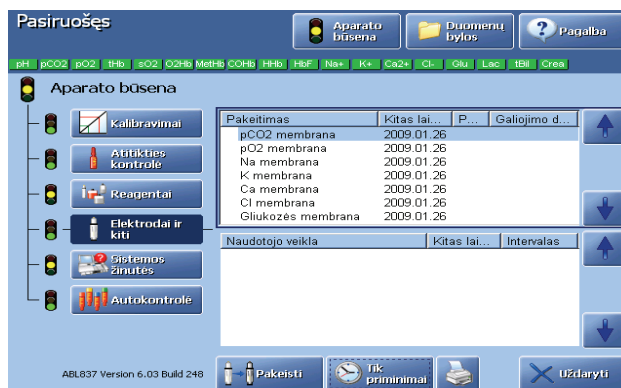 Pasiruošęs
Aparato
būsena
Duomenų
bylos
Pagalba
pH pCO2 pO2 tHb sO2 O2Hb MetHb COHb HHb HbF Na+ K+ Ca2+ Cl- Glu Lac tBil Crea
Aparato būsena
Kalibravimai
Atitikties
kontrolė
Reagentai
Elektrodai ir
kiti
Sistemos
žinutės
Autokontrolė
Pakeitimas Kitas lai... P... Galiojimo d...
pCO2 membrana 2009.01.26
pO2 membrana 2009.01.26
Na membrana 2009.01.26
K membrana 2009.01.26
Ca membrana 2009.01.26
Cl membrana 2009.01.26
Gliukozės membrana 2009.01.26
Naudotojo veikla Kitas lai... Intervalas
ABL837 Version 6.03 Build 248
Pakeisti
Tik
priminimai
Uždaryti